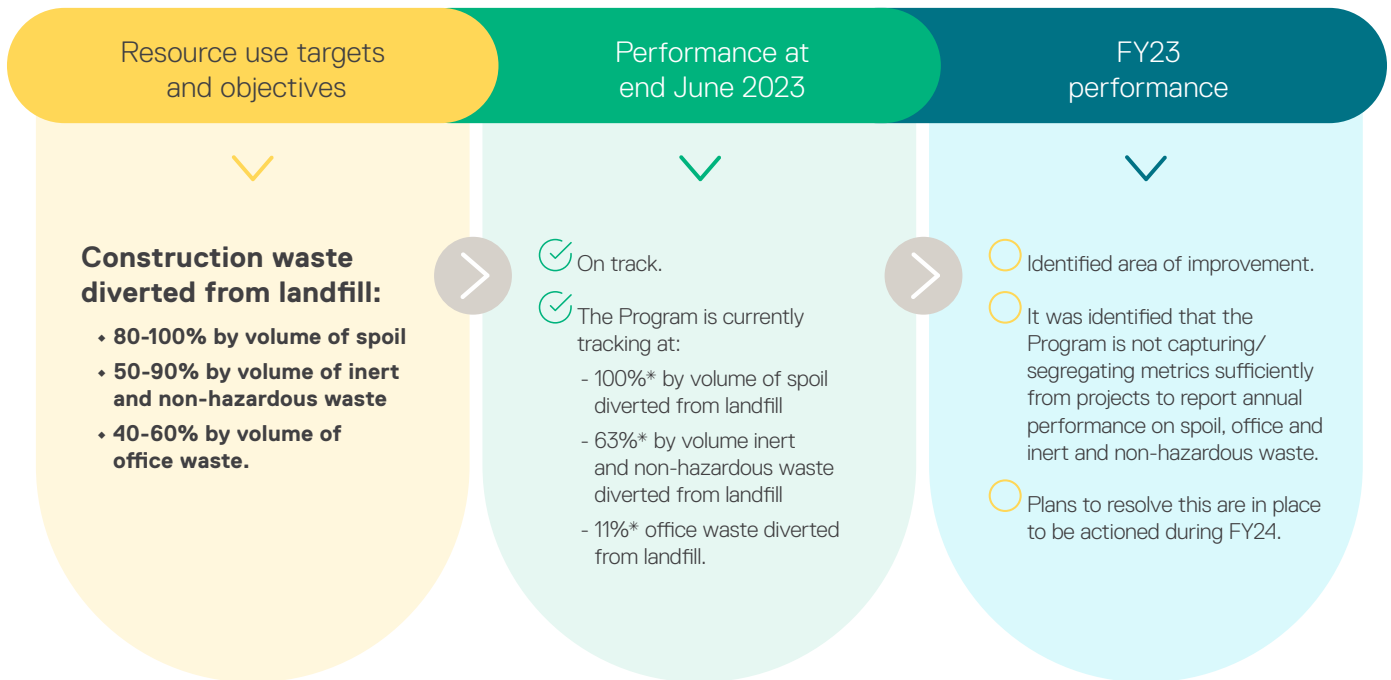 Resource use targets
and objectives
Performance at
end June 2023
FY23
performance
Construction waste
diverted from landfill:
• 80-100% by volume of spoil
• 50-90% by volume of inert
and non-hazardous waste
• 40-60% by volume of
office waste.
On track.
The Program is currently
tracking at:
- 100%* by volume of spoil
diverted from landfill
- 63%* by volume inert
and non-hazardous waste
diverted from landfill
- 11%* office waste diverted
from landfill.
Identified area of improvement.
It was identified that the
Program is not capturing/
segregating metrics sufficiently
from projects to report annual
performance on spoil, office and
inert and non-hazardous waste.
Plans to resolve this are in place
to be actioned during FY24.